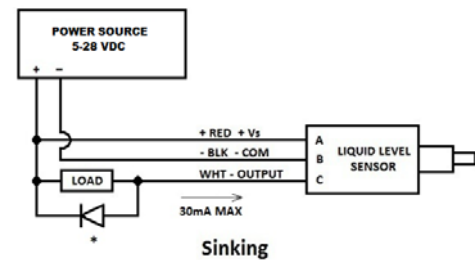 POWER SOURCE
5-28 VDC
+ −
+ RED + Vs
A
- BLK - COM
B
LIQUID LEVEL
SENSOR
LOAD
WHT - OUTPUT
C
30mA MAX
*
Sinking